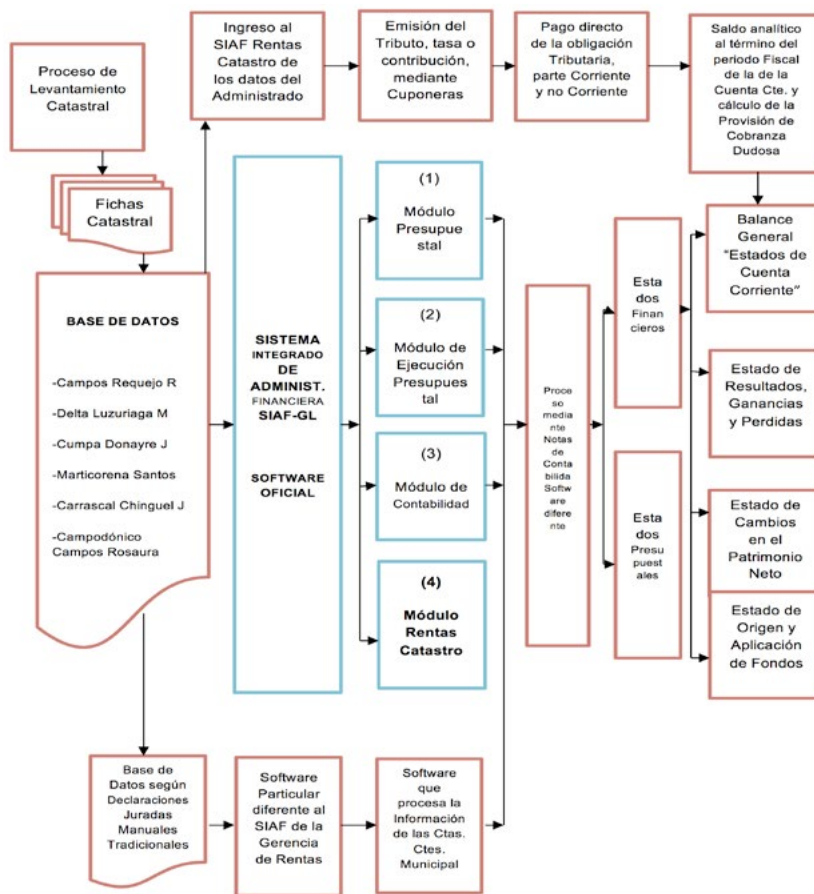 Proceso de
Levantamiento
Catastral
Ingreso al
SIAF Rentas
Catastro de
los datos del
Administrado
Emisión del
Tributo, tasa o
contribución,
mediante
Cuponeras
Pago directo
de la obligación
Tributaria,
parte Corriente
y no Corriente
Saldo analítico
al término del
periodo Fiscal
de la de la
Cuenta Cte. y
cálculo de la
Provisión de
Cobranza
Dudosa
Fichas
Catastral
BASE DE DATOS
-Campos Requejo R
-Delta Luzuriaga M
-Cumpa Donayre J
-Marticorena Santos
-Carrascal Chinguel J
-Campodónico
Campos Rosaura
SISTEMA
INTEGRADO
DE
ADMINIST.
FINANCIERA
SIAF-GL
SOFTWARE
OFICIAL
(1)
Módulo
Presupue
stal
(2)
Módulo de
Ejecución
Presupues
tal
(3)
Módulo de
Contabilidad
(4)
Módulo
Rentas
Catastro
Proce
so
media
nte
Notas
de
Conta
bilida
Softw
are
difere
nte
Esta
dos
Finan
cieros
Esta
dos
Presu
puest
ales
Balance
General
"Estados de
Cuenta
Corriente"
Estado de
Resultados,
Ganancias
y Perdidas
Estado de
Cambios
en el
Patrimonio
Neto
Estado de
Origen y
Aplicación
de Fondos
Base de
Datos según
Declaraciones
Juradas
Manuales
Tradicionales
Software
Particular
diferente al
SIAF de la
Gerencia
de Rentas
Software
que
procesa la
Información
de las Ctas.
Ctes.
Municipal